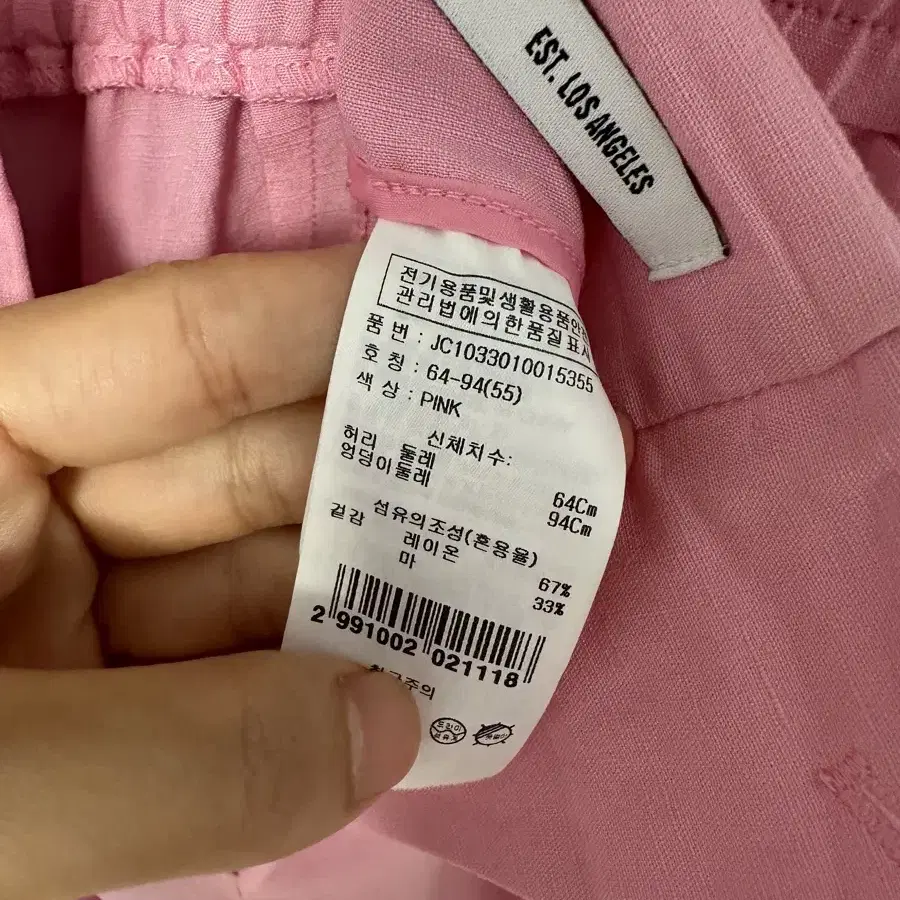 EST. LOS ANGELES
전기용품및생활용품안전
관리법에의한품질표시
품 번 : JC1033010015355
호 칭 : 64-94(55)
색 상 : PINK
신체치수:
허리 둘레 64Cm
엉덩이둘레 94Cm
섬유의조성(혼용율)
겉감 레이온 67%
마 33%
2 991002 021118
드라이